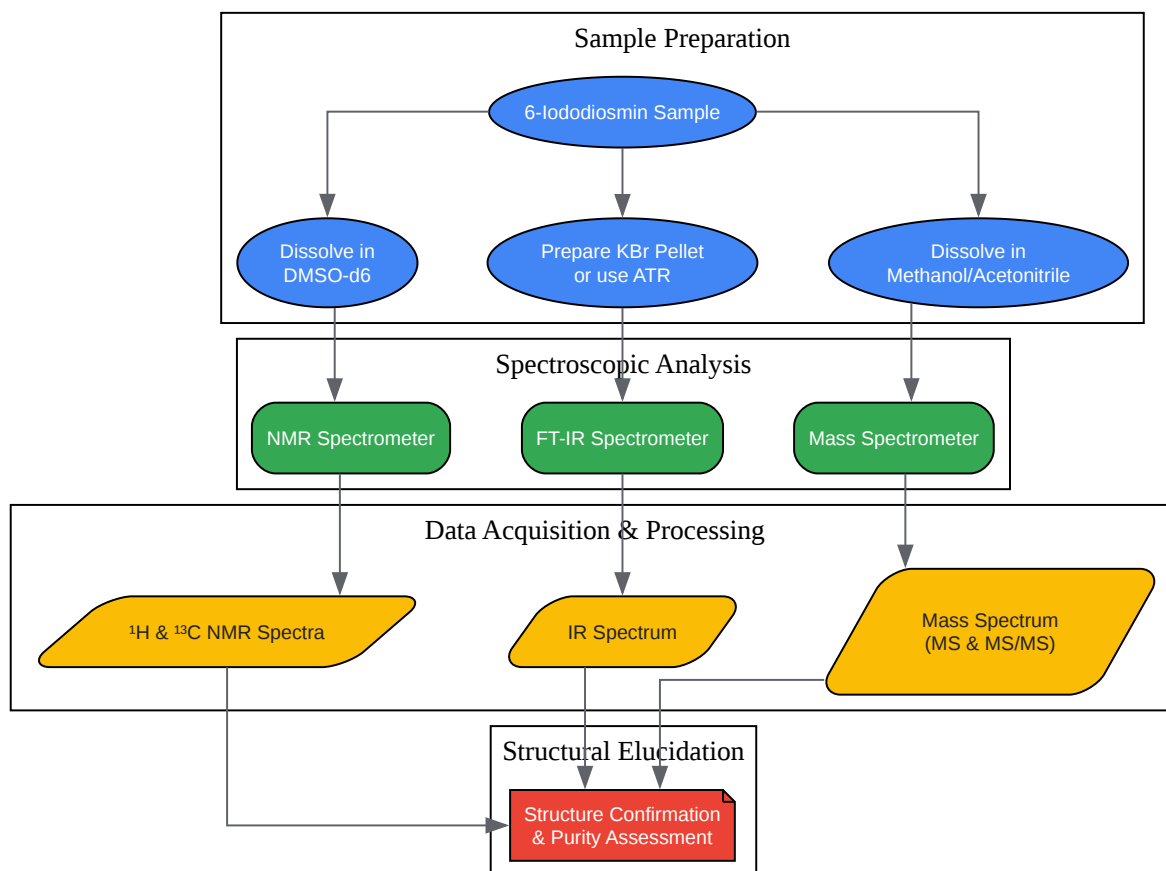 Sample Preparation
6-Iododiosmin Sample
Dissolve in
DMSO-d6
Prepare KBr Pellet
or use ATR
Dissolve in
Methanol/Acetonitrile
Spectroscopic Analysis
NMR Spectrometer
FT-IR Spectrometer
Mass Spectrometer
Data Acquisition & Processing
¹H & ¹³C NMR Spectra
IR Spectrum
Mass Spectrum
(MS & MS/MS)
Structural Elucidation
Structure Confirmation
& Purity Assessment